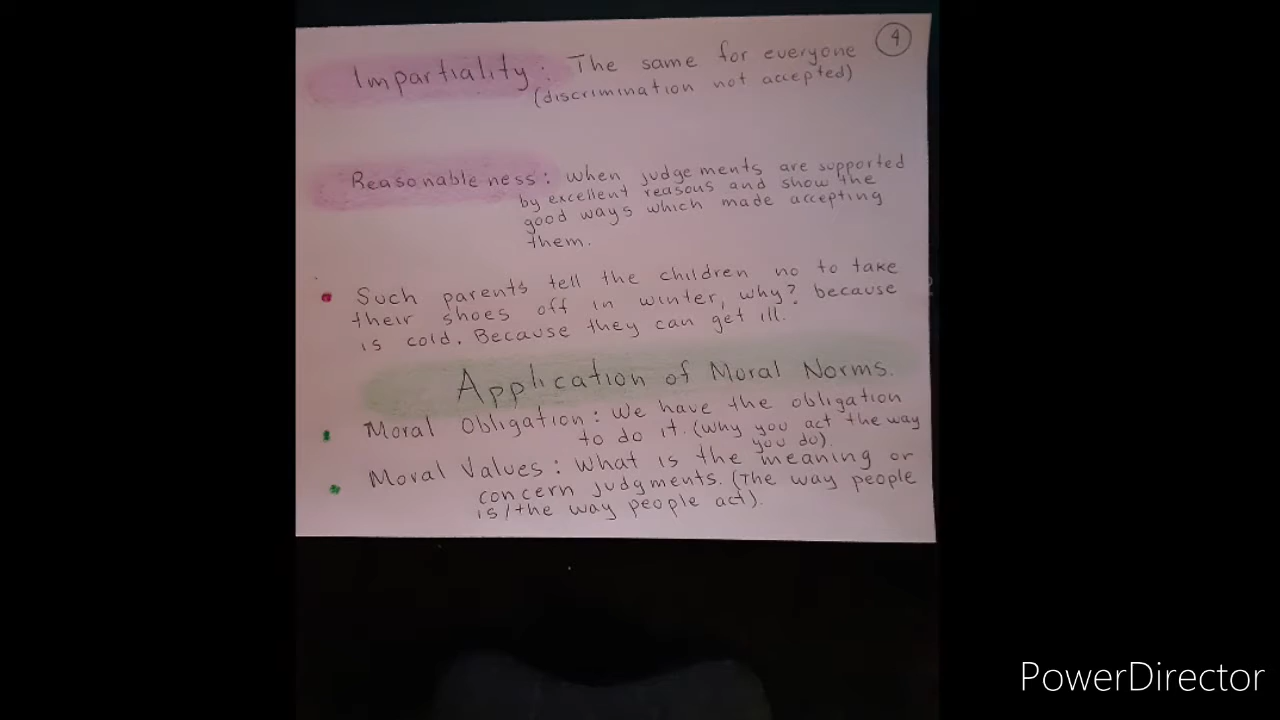 4
Impartiality: The same for everyone
(discrimination not accepted)
Reasonableness: when judgements are supported
by excellent reasons and show the
good ways which made accepting
them.
Such parents tell the children no to take
their shoes off in winter, why? because
is cold. Because they can get ill.
Application of Moral Norms.
Moral Obligation: We have the obligation
to do it. (why you act the way
you do).
Moral Values: What is the meaning or
concern judgments. (The way people
is/the way people act).
PowerDirector